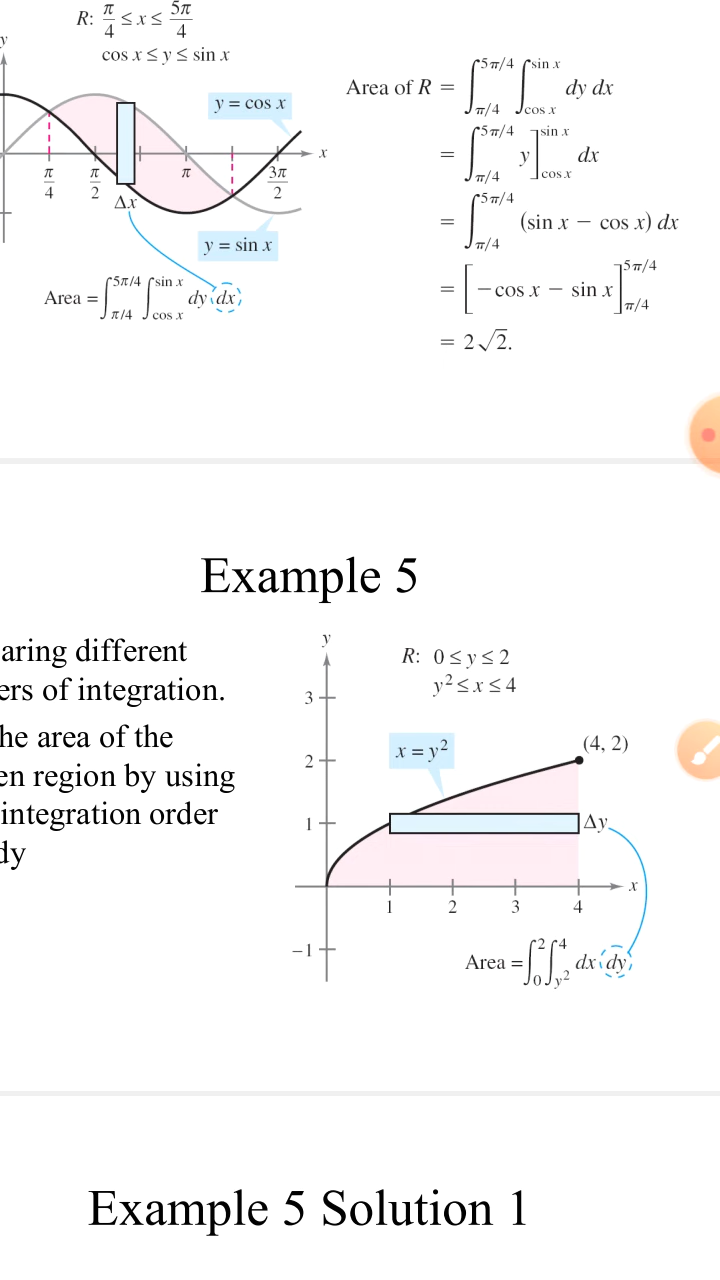 R: π/4 ≤ x ≤ 5π/4
cos x ≤ y ≤ sin x
y
y = cos x
x
π/4 π/2 π 3π/2
Δx
y = sin x
Area = ∫_{π/4}^{5π/4} ∫_{cos x}^{sin x} dy dx
Area of R = ∫_{π/4}^{5π/4} ∫_{cos x}^{sin x} dy dx
= ∫_{π/4}^{5π/4} y]_{cos x}^{sin x} dx
= ∫_{π/4}^{5π/4} (sin x − cos x) dx
= [−cos x − sin x]_{π/4}^{5π/4}
= 2√2.
Example 5
aring different
ers of integration.
he area of the
en region by using
integration order
dy
y
R: 0 ≤ y ≤ 2
y² ≤ x ≤ 4
3
x = y²
(4, 2)
2
1
Δy
x
1 2 3 4
−1
Area = ∫_0^2 ∫_{y²}^4 dx dy
Example 5 Solution 1